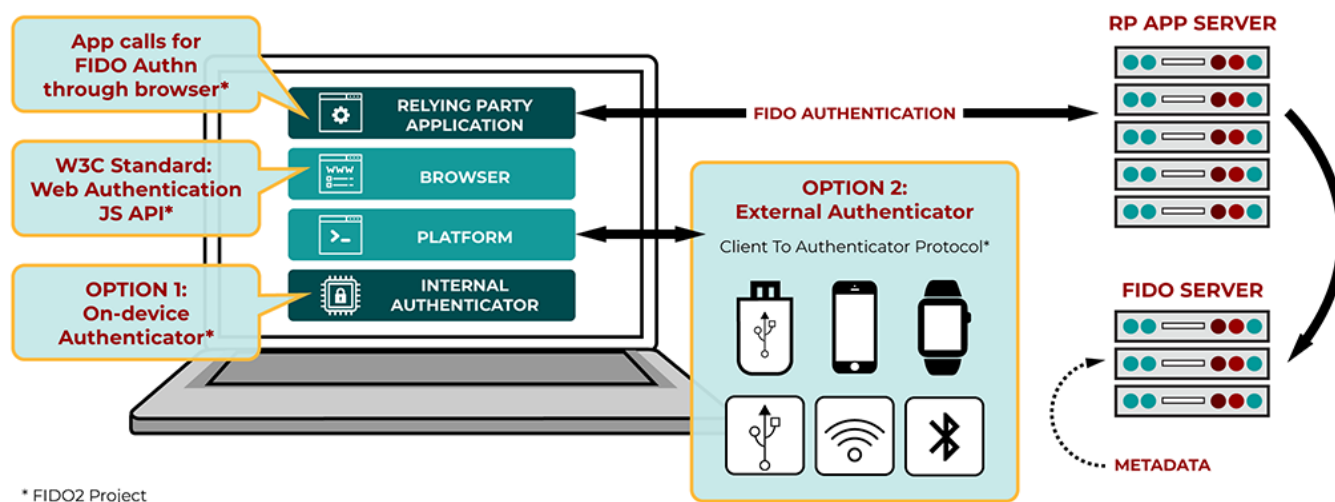 App calls for
FIDO Authn
through browser*
W3C Standard:
Web Authentication
JS API*
OPTION 1:
On-device
Authenticator*
RELYING PARTY
APPLICATION
WWW
BROWSER
PLATFORM
INTERNAL
AUTHENTICATOR
FIDO AUTHENTICATION
OPTION 2:
External Authenticator
Client To Authenticator Protocol*
RP APP SERVER
FIDO SERVER
METADATA
* FIDO2 Project